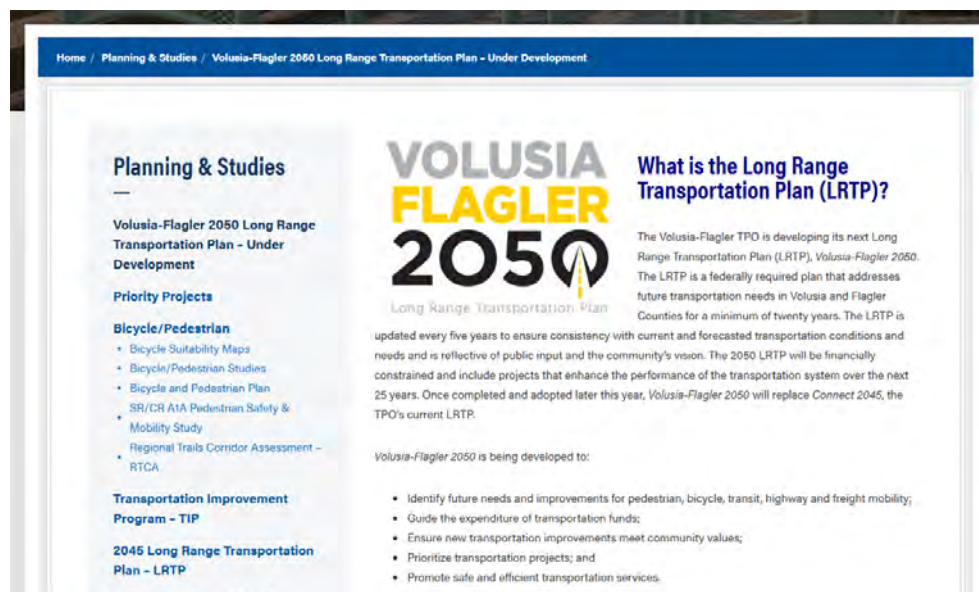 Home / Planning & Studies / Volusia-Flagler 2050 Long Range Transportation Plan – Under Development
Planning & Studies
Volusia-Flagler 2050 Long Range
Transportation Plan – Under
Development
Priority Projects
Bicycle/Pedestrian
• Bicycle Suitability Maps
• Bicycle/Pedestrian Studies
• Bicycle and Pedestrian Plan
• SR/CR A1A Pedestrian Safety &
Mobility Study
• Regional Trails Corridor Assessment –
RTCA
Transportation Improvement
Program – TIP
2045 Long Range Transportation
Plan – LRTP
VOLUSIA
FLAGLER
2050
Long Range Transportation Plan
What is the Long Range
Transportation Plan (LRTP)?
The Volusia-Flagler TPO is developing its next Long
Range Transportation Plan (LRTP), Volusia-Flagler 2050.
The LRTP is a federally required plan that addresses
future transportation needs in Volusia and Flagler
Counties for a minimum of twenty years. The LRTP is
updated every five years to ensure consistency with current and forecasted transportation conditions and
needs and is reflective of public input and the community's vision. The 2050 LRTP will be financially
constrained and include projects that enhance the performance of the transportation system over the next
25 years. Once completed and adopted later this year, Volusia-Flagler 2050 will replace Connect 2045, the
TPO's current LRTP.
Volusia-Flagler 2050 is being developed to:
• Identify future needs and improvements for pedestrian, bicycle, transit, highway and freight mobility;
• Guide the expenditure of transportation funds;
• Ensure new transportation improvements meet community values;
• Prioritize transportation projects; and
• Promote safe and efficient transportation services.